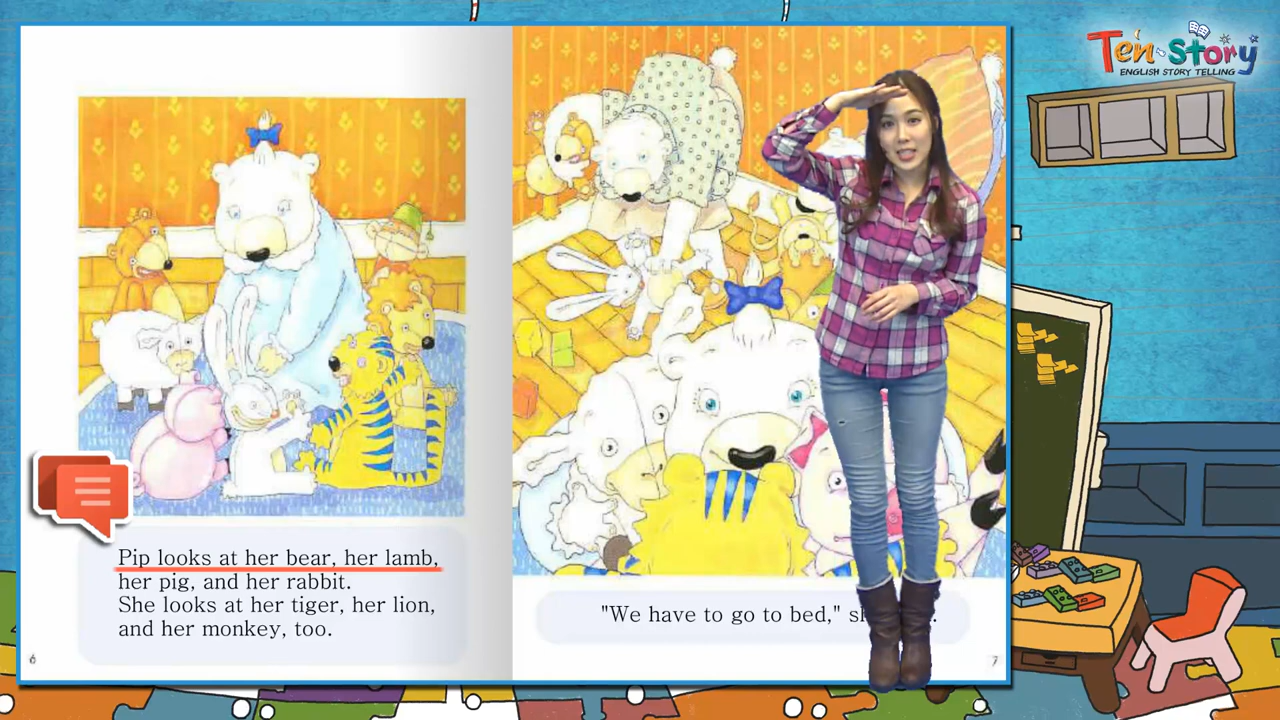 Ten-Story
ENGLISH STORY TELLING
Pip looks at her bear, her lamb,
her pig, and her rabbit.
She looks at her tiger, her lion,
and her monkey, too.
"We have to go to bed,"
6
7